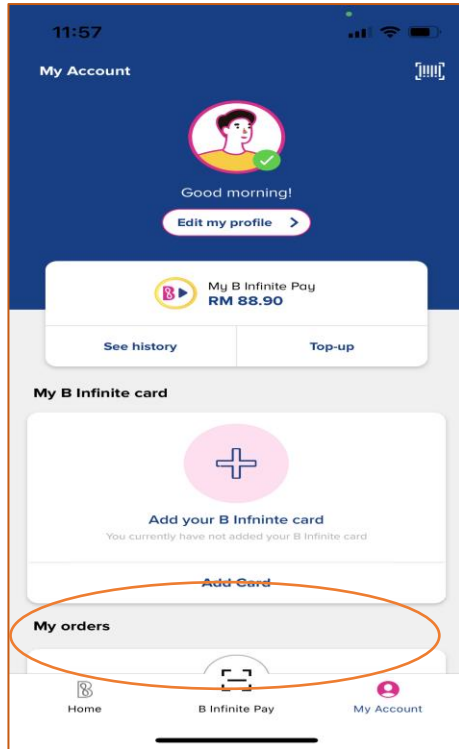 11:57
My Account
Good morning!
Edit my profile >
My B Infinite Pay
RM 88.90
See history Top-up
My B Infinite card
Add your B Infninte card
You currently have not added your B Infinite card
Add Card
My orders
Home B Infinite Pay My Account